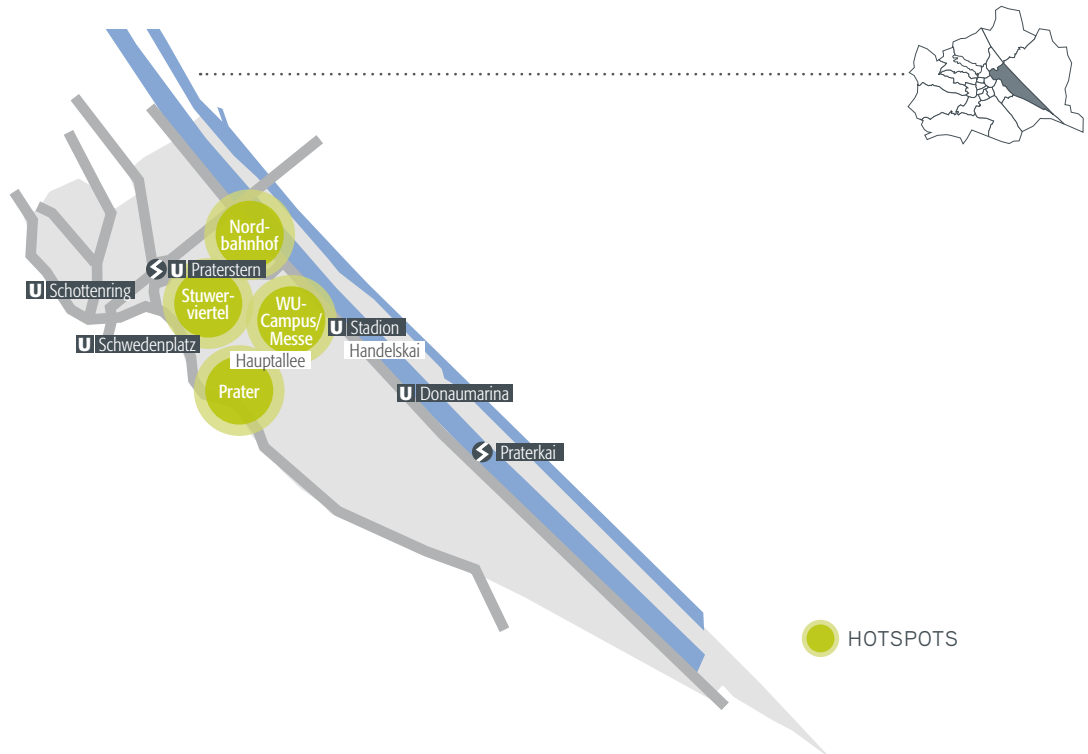 Nord-
bahnhof
U Praterstern
U Schottenring
Stuwer-
viertel
WU-
Campus/
Messe
U Stadion
U Schwedenplatz
Handelskai
Hauptallee
Prater
U Donaumarina
Praterkai
HOTSPOTS